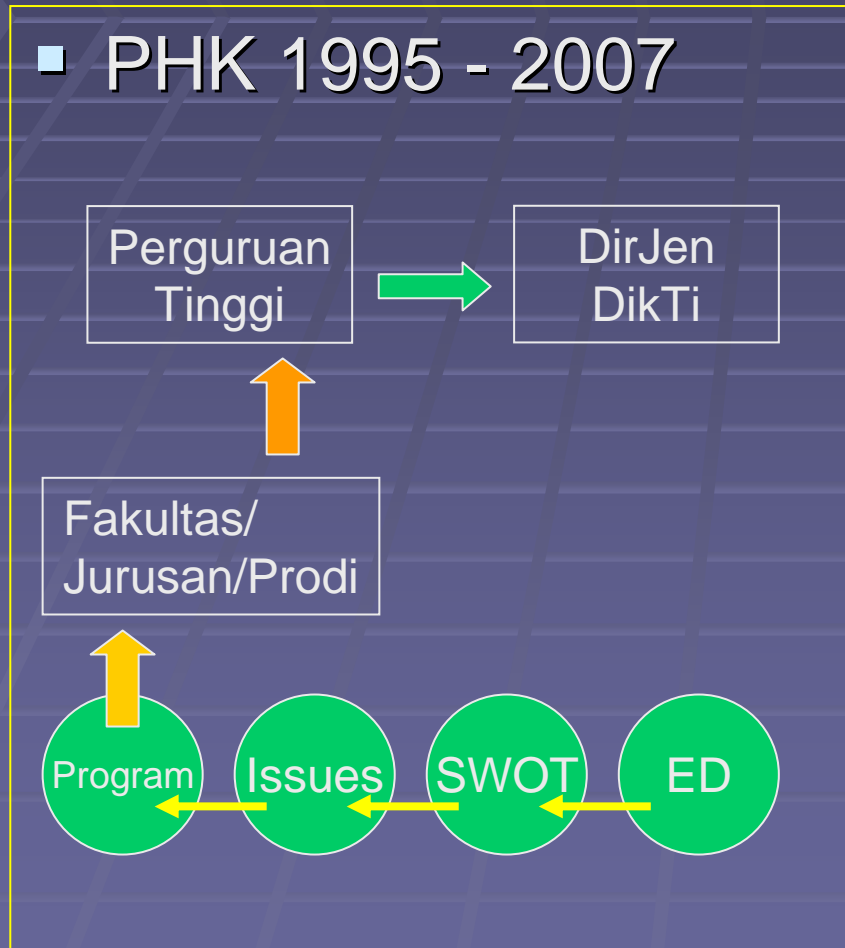 PHK 1995 - 2007
Perguruan
Tinggi
DirJen
DikTi
Fakultas/
Jurusan/Prodi
Program
Issues
SWOT
ED